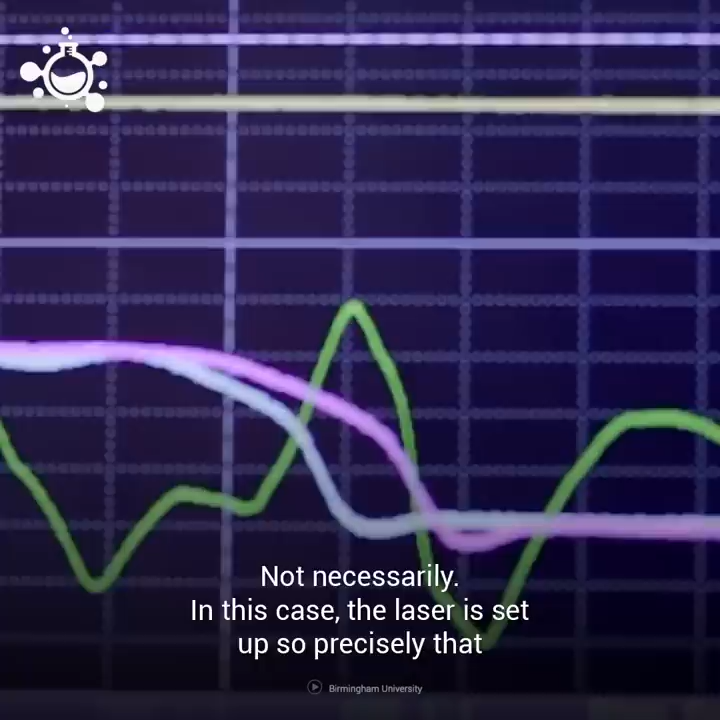 Not necessarily.
In this case, the laser is set
up so precisely that
Birmingham University